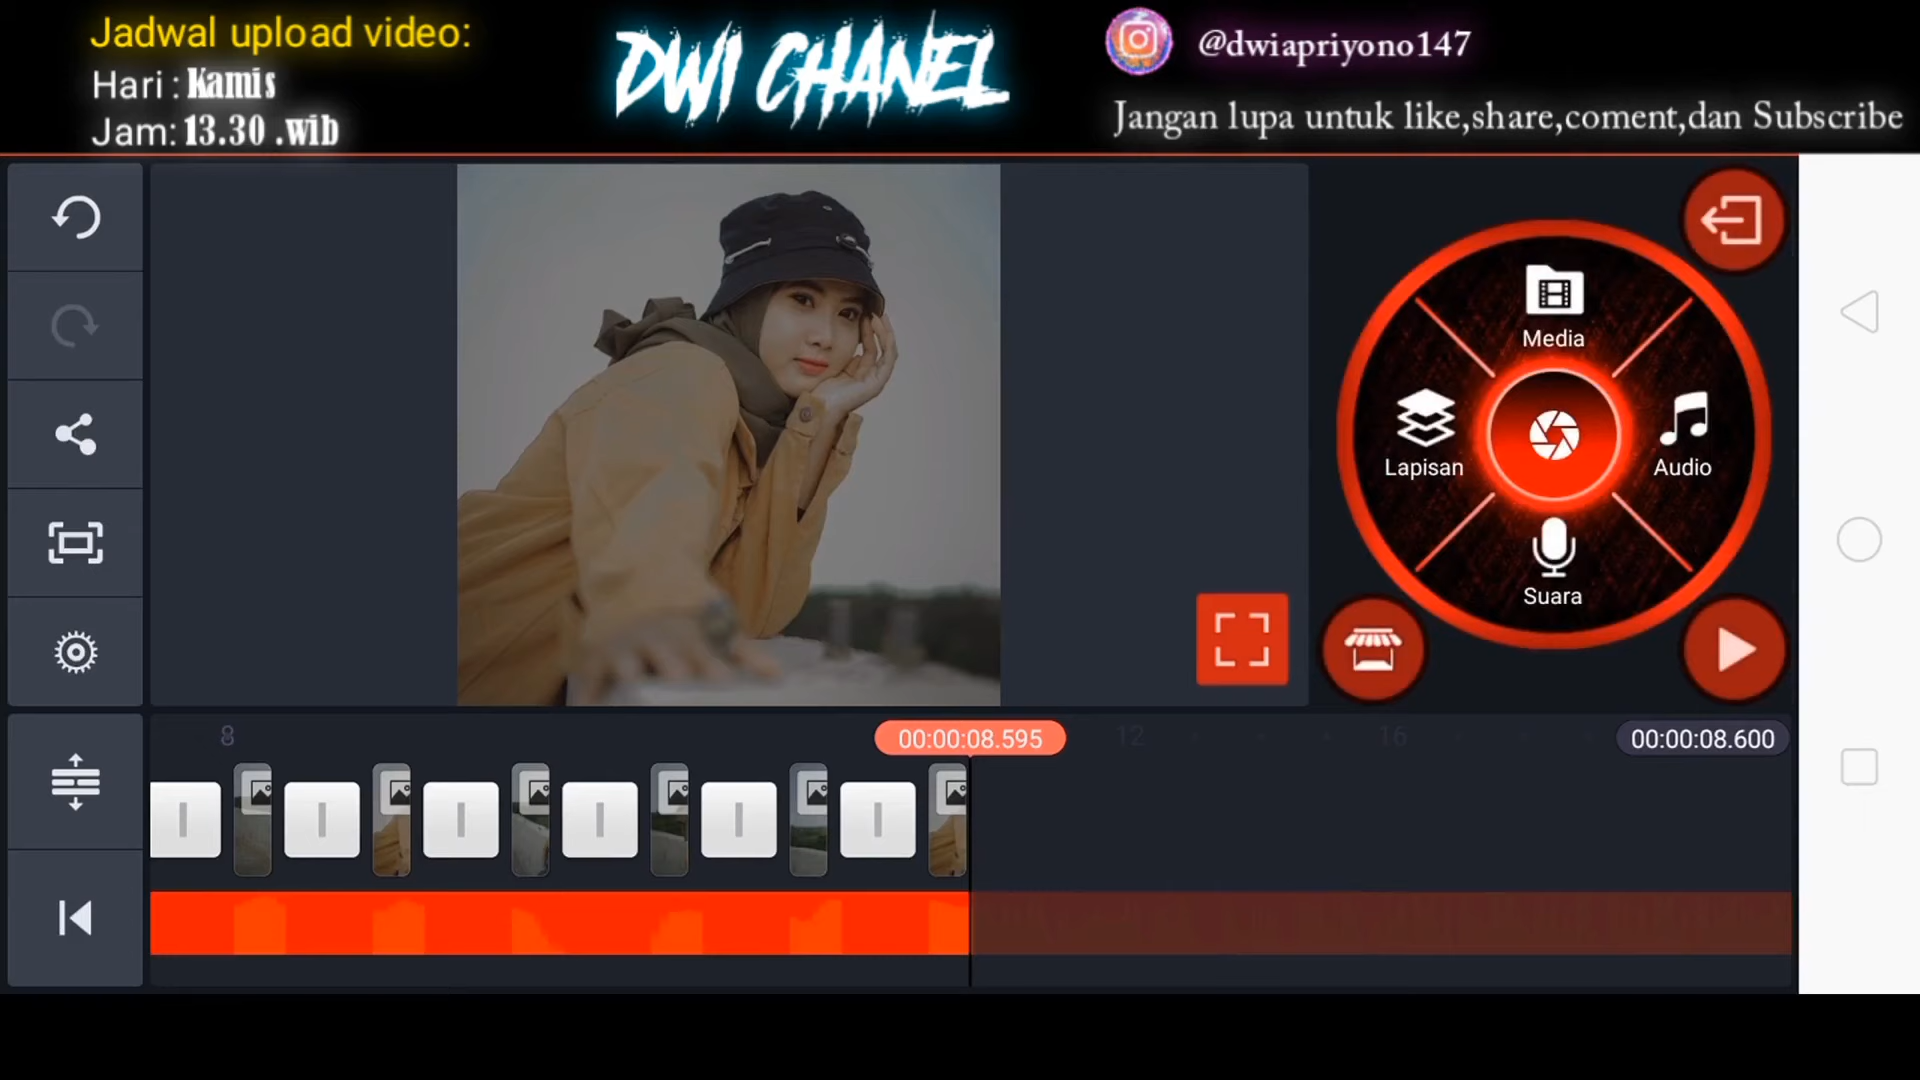 Jadwal upload video:
Hari : Kamis
Jam: 13.30 .wib
DWI CHANEL
@dwiapriyono147
Jangan lupa untuk like,share,coment,dan Subscribe
Media
Lapisan
Audio
Suara
8
00:00:08.595
12
16
00:00:08.600